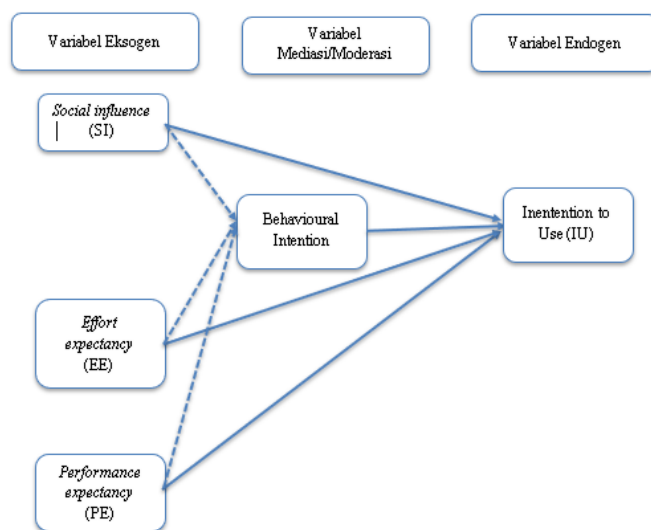 Variabel Eksogen
Variabel
Mediasi/Moderasi
Variabel Endogen
Social influence
(SI)
Behavioural
Intention
Inentention to
Use (IU)
Effort
expectancy
(EE)
Performance
expectancy
(PE)